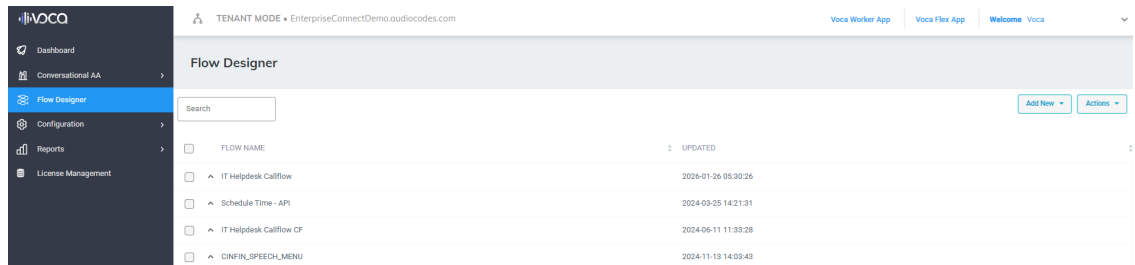 VOCA
TENANT MODE • EnterpriseConnectDemo.audiocodes.com
Voca Worker App
Voca Flex App
Welcome Voca
Dashboard
Conversational AA
Flow Designer
Configuration
Reports
License Management
Flow Designer
Search
Add New
Actions
FLOW NAME
UPDATED
IT Helpdesk Callflow
2026-01-26 05:30:26
Schedule Time - API
2024-03-25 14:21:31
IT Helpdesk Callflow CF
2024-06-11 11:33:28
CINFIN_SPEECH_MENU
2024-11-13 14:03:43